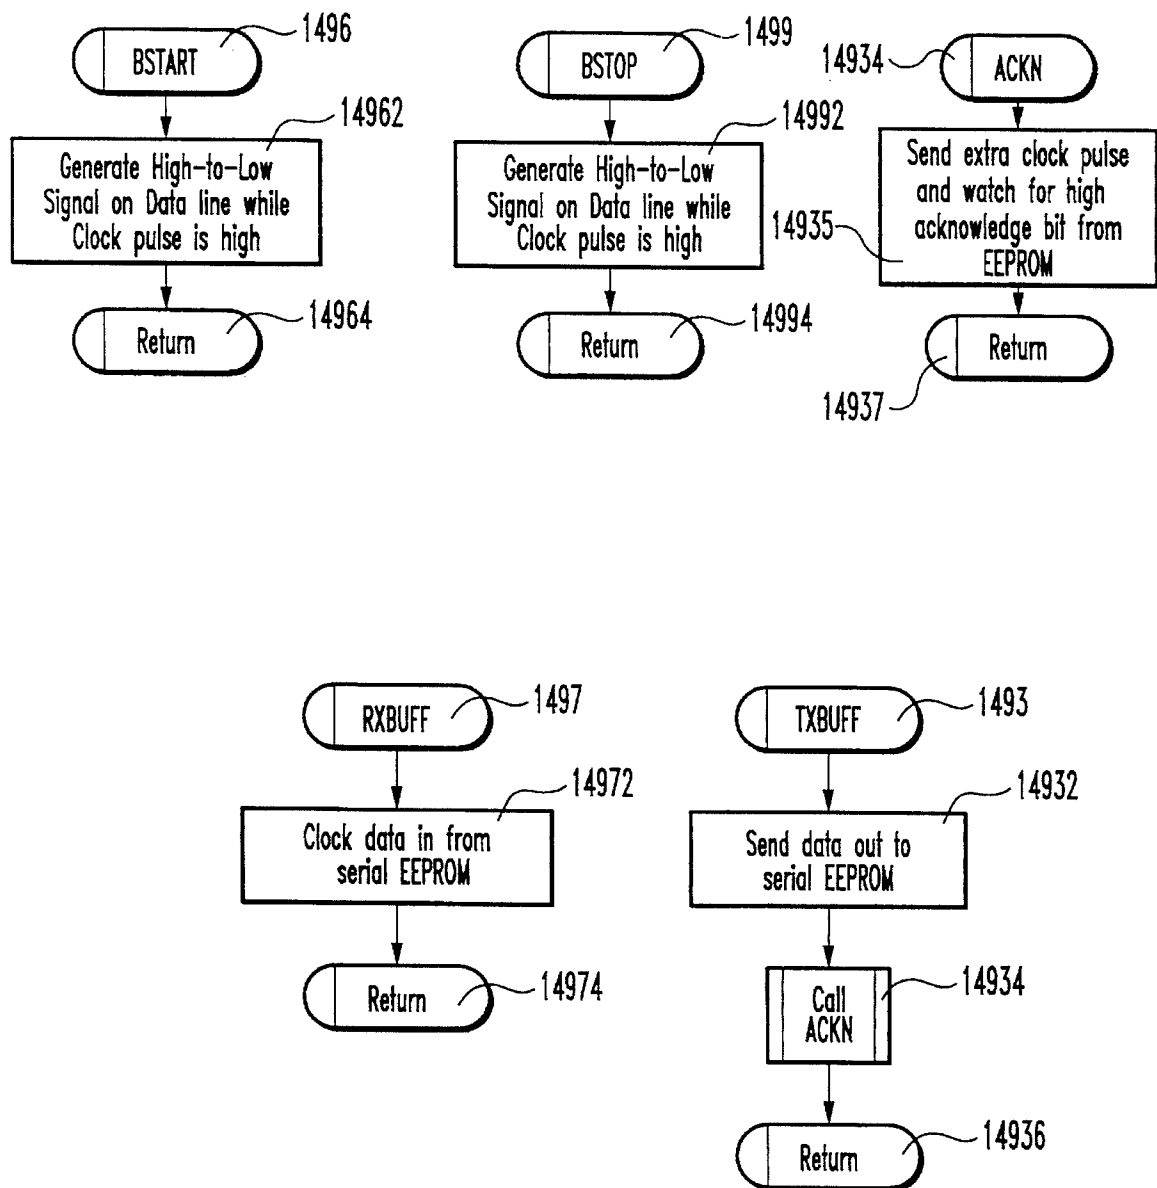 BSTART
1496
14962
Generate High-to-Low
Signal on Data line while
Clock pulse is high
Return
14964
BSTOP
1499
14992
Generate High-to-Low
Signal on Data line while
Clock pulse is high
Return
14994
14934
ACKN
Send extra clock pulse
and watch for high
acknowledge bit from
EEPROM
14935
Return
14937
RXBUFF
1497
14972
Clock data in from
serial EEPROM
Return
14974
TXBUFF
1493
14932
Send data out to
serial EEPROM
Call
ACKN
14934
Return
14936